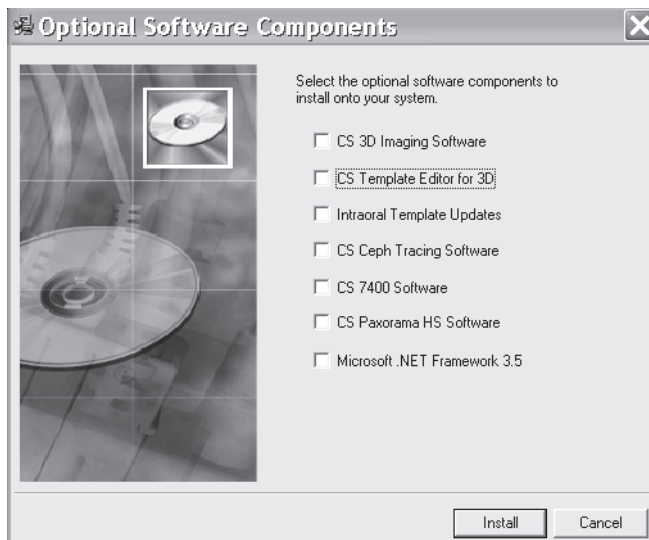 Optional Software Components
Select the optional software components to
install onto your system.
CS 3D Imaging Software
CS Template Editor for 3D
Intraoral Template Updates
CS Ceph Tracing Software
CS 7400 Software
CS Paxorama HS Software
Microsoft .NET Framework 3.5
Install
Cancel